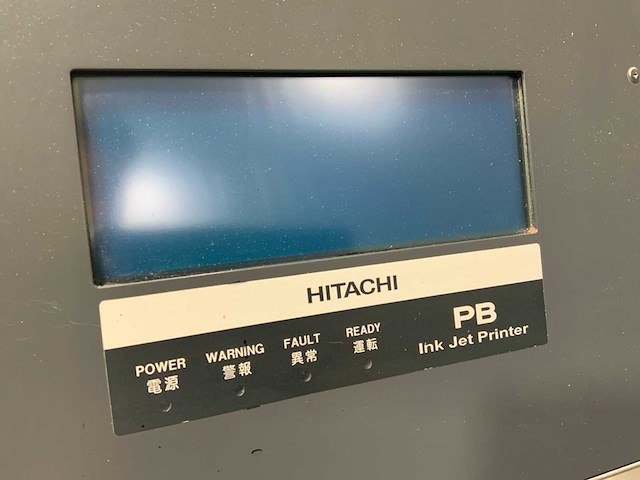 HITACHI
POWER WARNING FAULT READY
電源 警報 異常 運転
PB
Ink Jet Printer